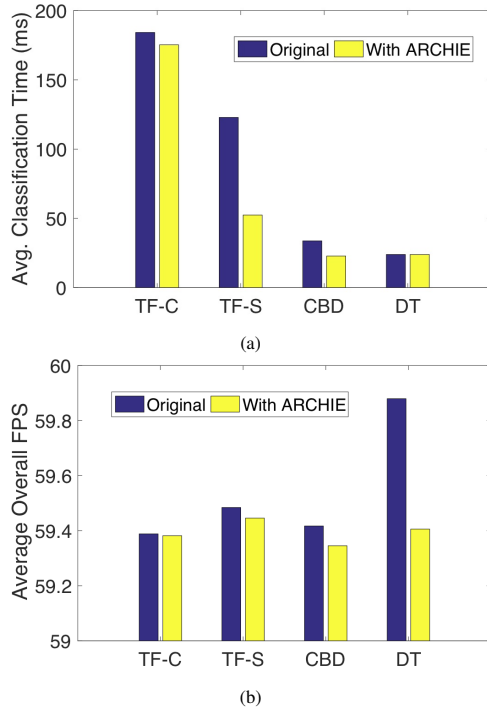 Avg. Classification Time (ms)
200
150
100
50
0
Original With ARCHIE
TF-C TF-S CBD DT
(a)
Average Overall FPS
60
59.8
59.6
59.4
59.2
59
Original With ARCHIE
TF-C TF-S CBD DT
(b)